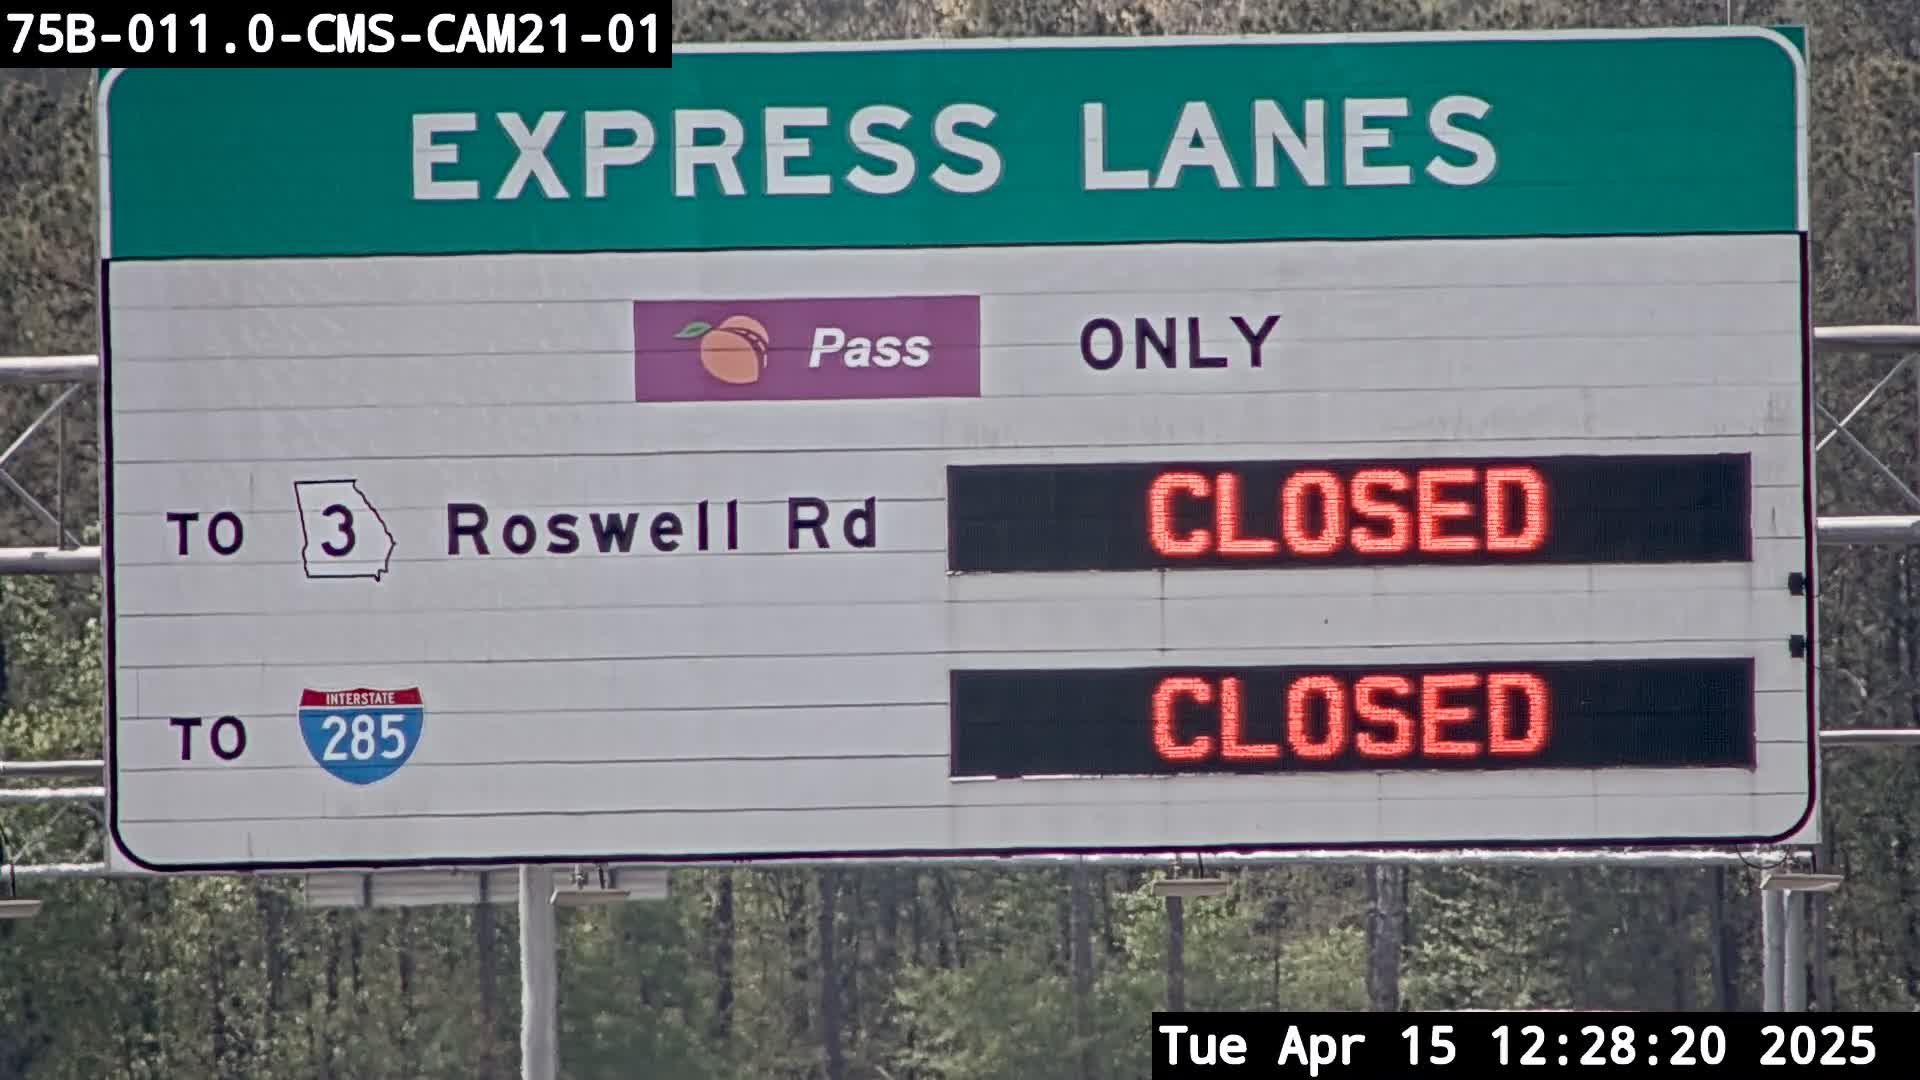 75B-011.0-CMS-CAM21-01
EXPRESS LANES
Pass ONLY
TO 3 Roswell Rd CLOSED
TO INTERSTATE 285 CLOSED
Tue Apr 15 12:28:20 2025